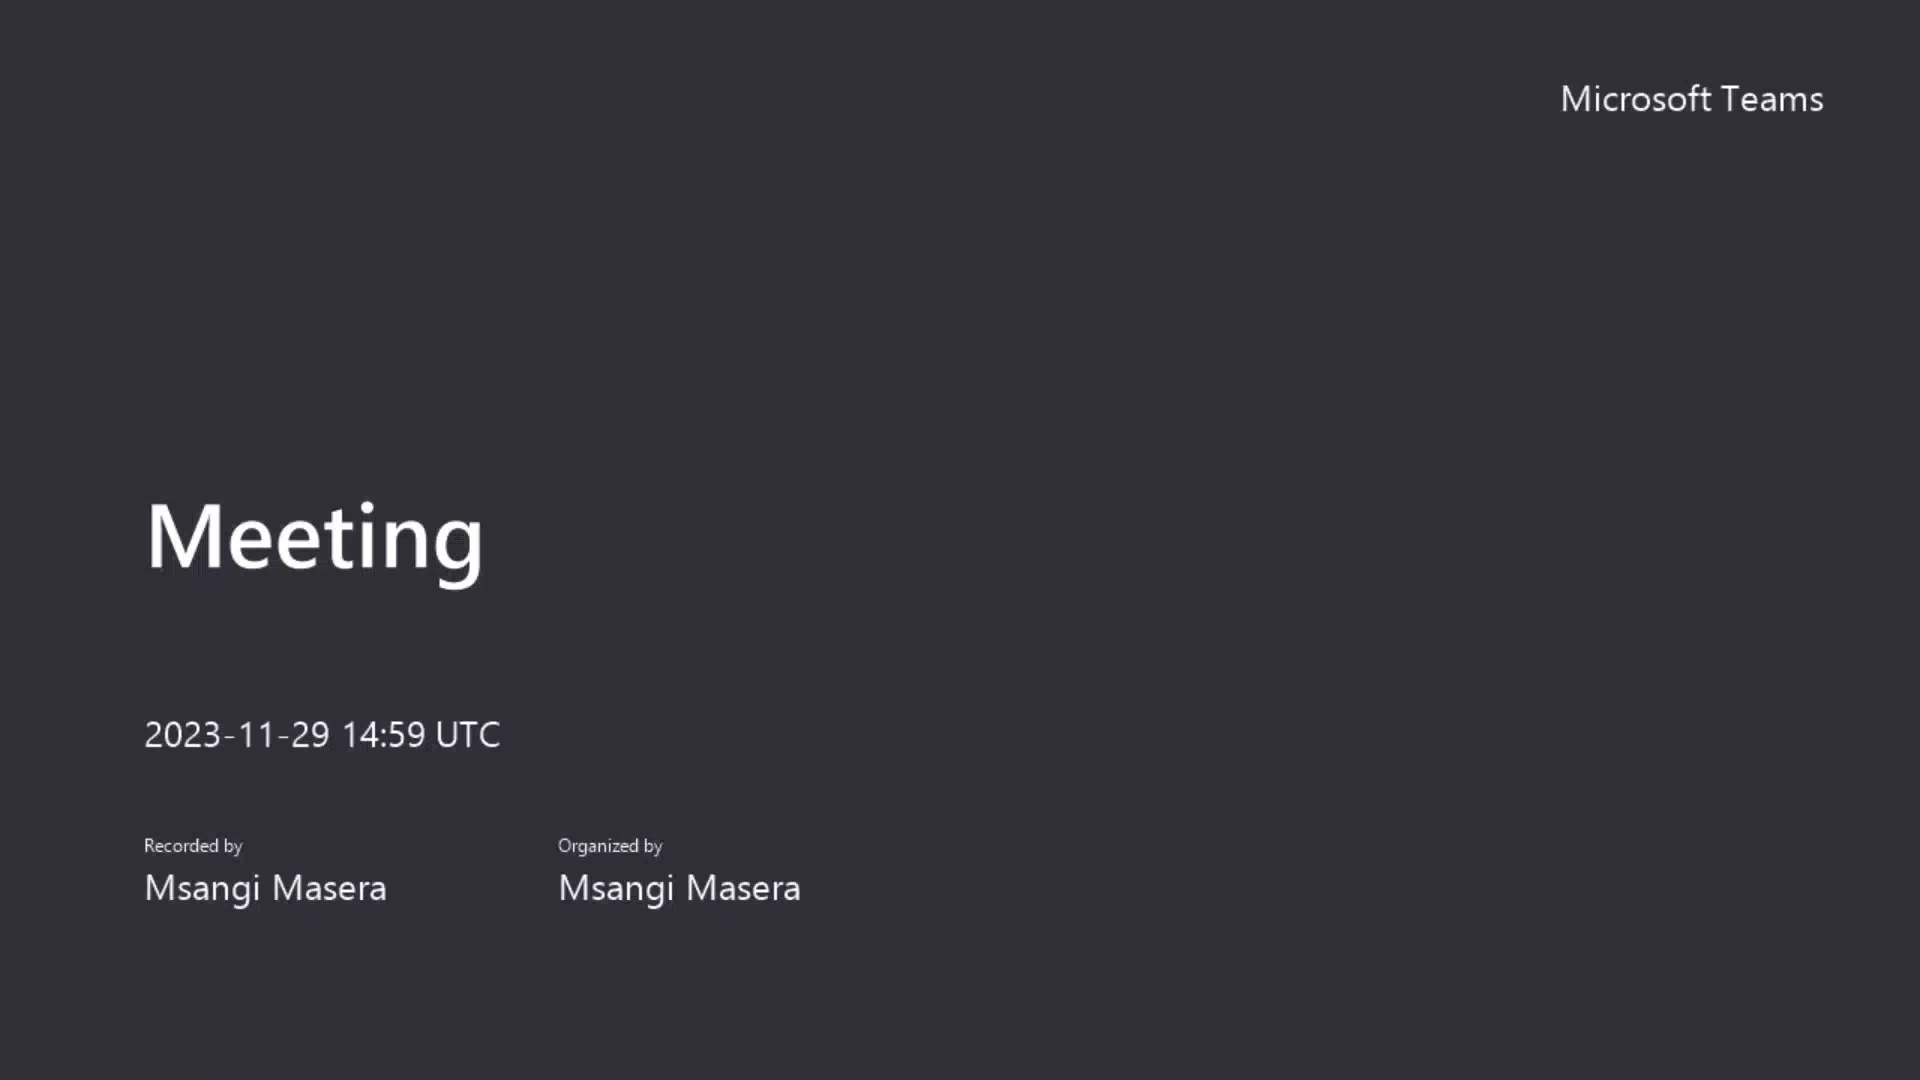 Microsoft Teams
Meeting
2023-11-29 14:59 UTC
Recorded by
Msangi Masera
Organized by
Msangi Masera